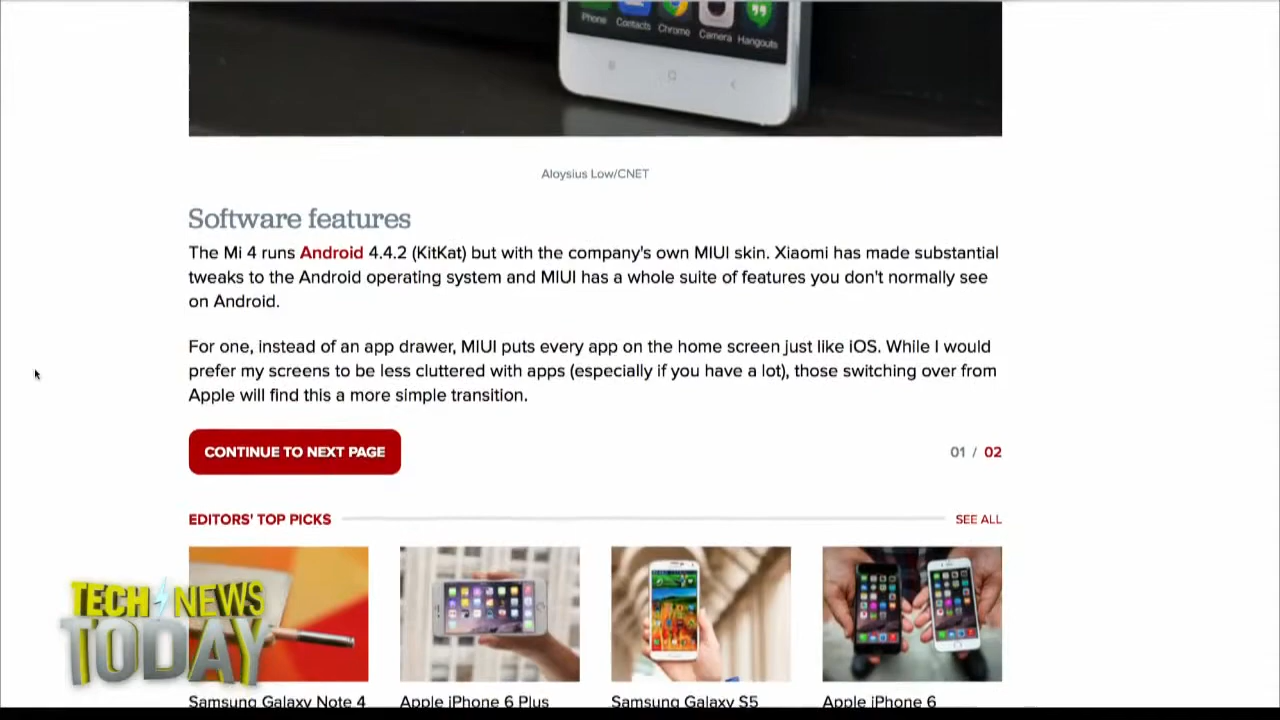 Phone Contacts Chrome Camera Hangouts
Aloysius Low/CNET
Software features
The Mi 4 runs Android 4.4.2 (KitKat) but with the company's own MIUI skin. Xiaomi has made substantial
tweaks to the Android operating system and MIUI has a whole suite of features you don't normally see
on Android.
For one, instead of an app drawer, MIUI puts every app on the home screen just like iOS. While I would
prefer my screens to be less cluttered with apps (especially if you have a lot), those switching over from
Apple will find this a more simple transition.
CONTINUE TO NEXT PAGE
01 / 02
EDITORS' TOP PICKS
SEE ALL
TECH NEWS
TODAY
Samsung Galaxy Note 4
Apple iPhone 6 Plus
Samsung Galaxy S5
Apple iPhone 6